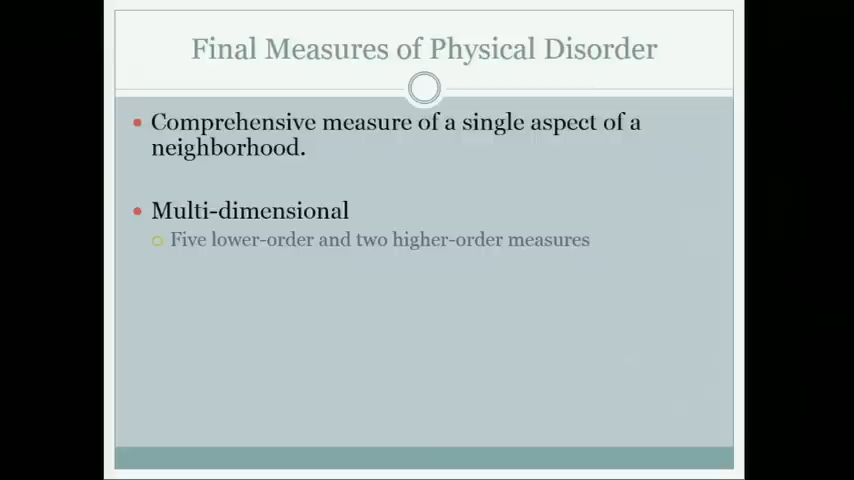 Final Measures of Physical Disorder
Comprehensive measure of a single aspect of a
neighborhood.
Multi-dimensional
Five lower-order and two higher-order measures